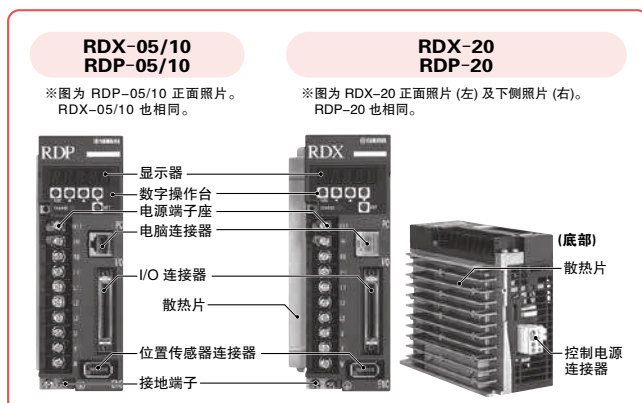 RDX-05/10
RDP-05/10
※图为 RDP-05/10 正面照片。
RDX-05/10 也相同。
RDX-20
RDP-20
※图为 RDX-20 正面照片 (左) 及下侧照片 (右)。
RDP-20 也相同。
RDP
RDX
显示器
数字操作台
电源端子座
PC
PC
电脑连接器
I/O
I/O
I/O 连接器
散热片
位置传感器连接器
接地端子
ENC
ENC
(底部)
散热片
控制电源
连接器